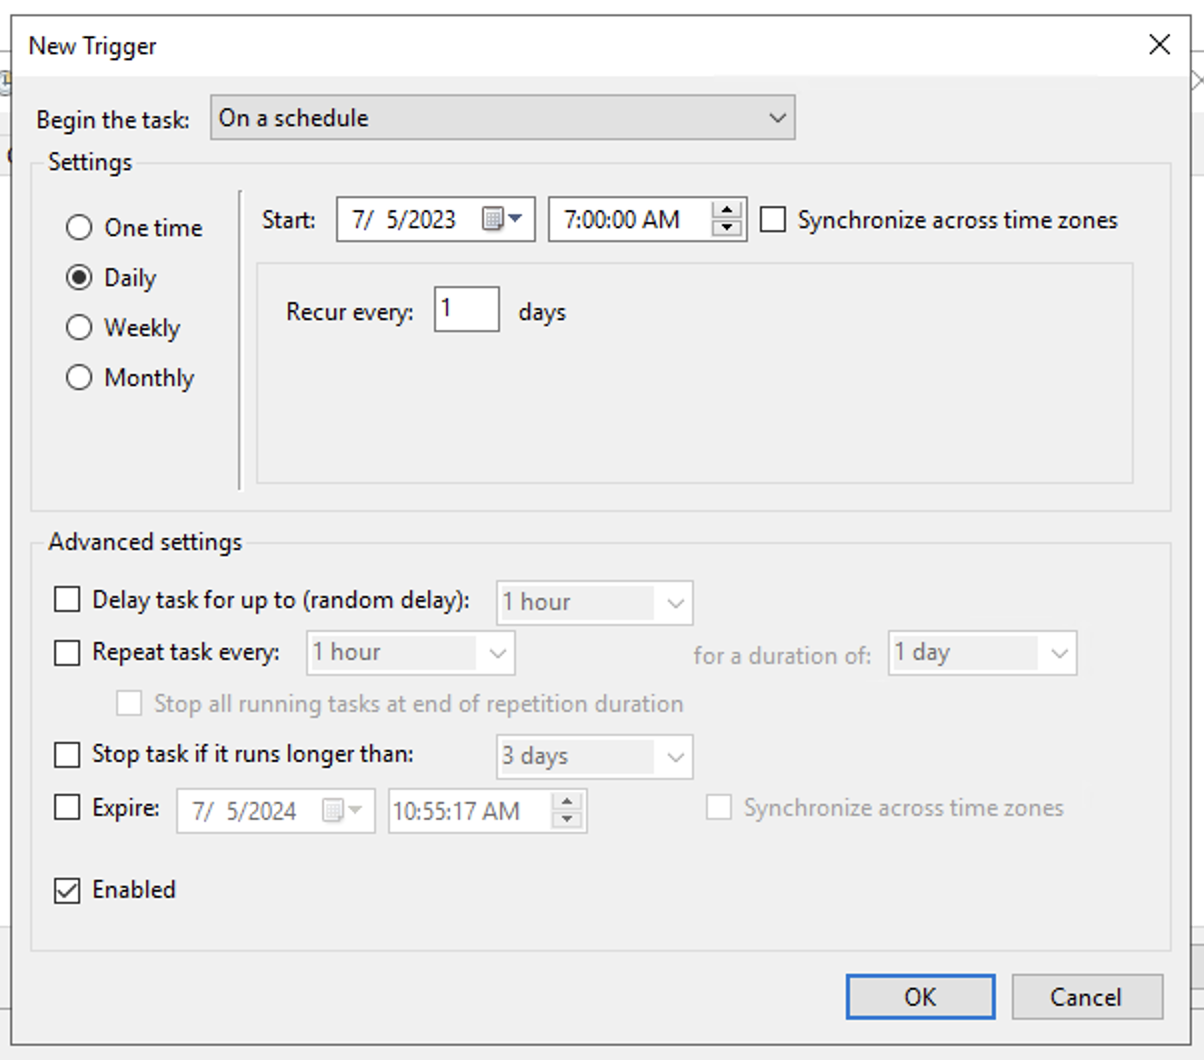 New Trigger
Begin the task: On a schedule
Settings
One time
Daily
Weekly
Monthly
Start: 7/ 5/2023 7:00:00 AM Synchronize across time zones
Recur every: 1 days
Advanced settings
Delay task for up to (random delay): 1 hour
Repeat task every: 1 hour for a duration of: 1 day
Stop all running tasks at end of repetition duration
Stop task if it runs longer than: 3 days
Expire: 7/ 5/2024 10:55:17 AM Synchronize across time zones
Enabled
OK Cancel